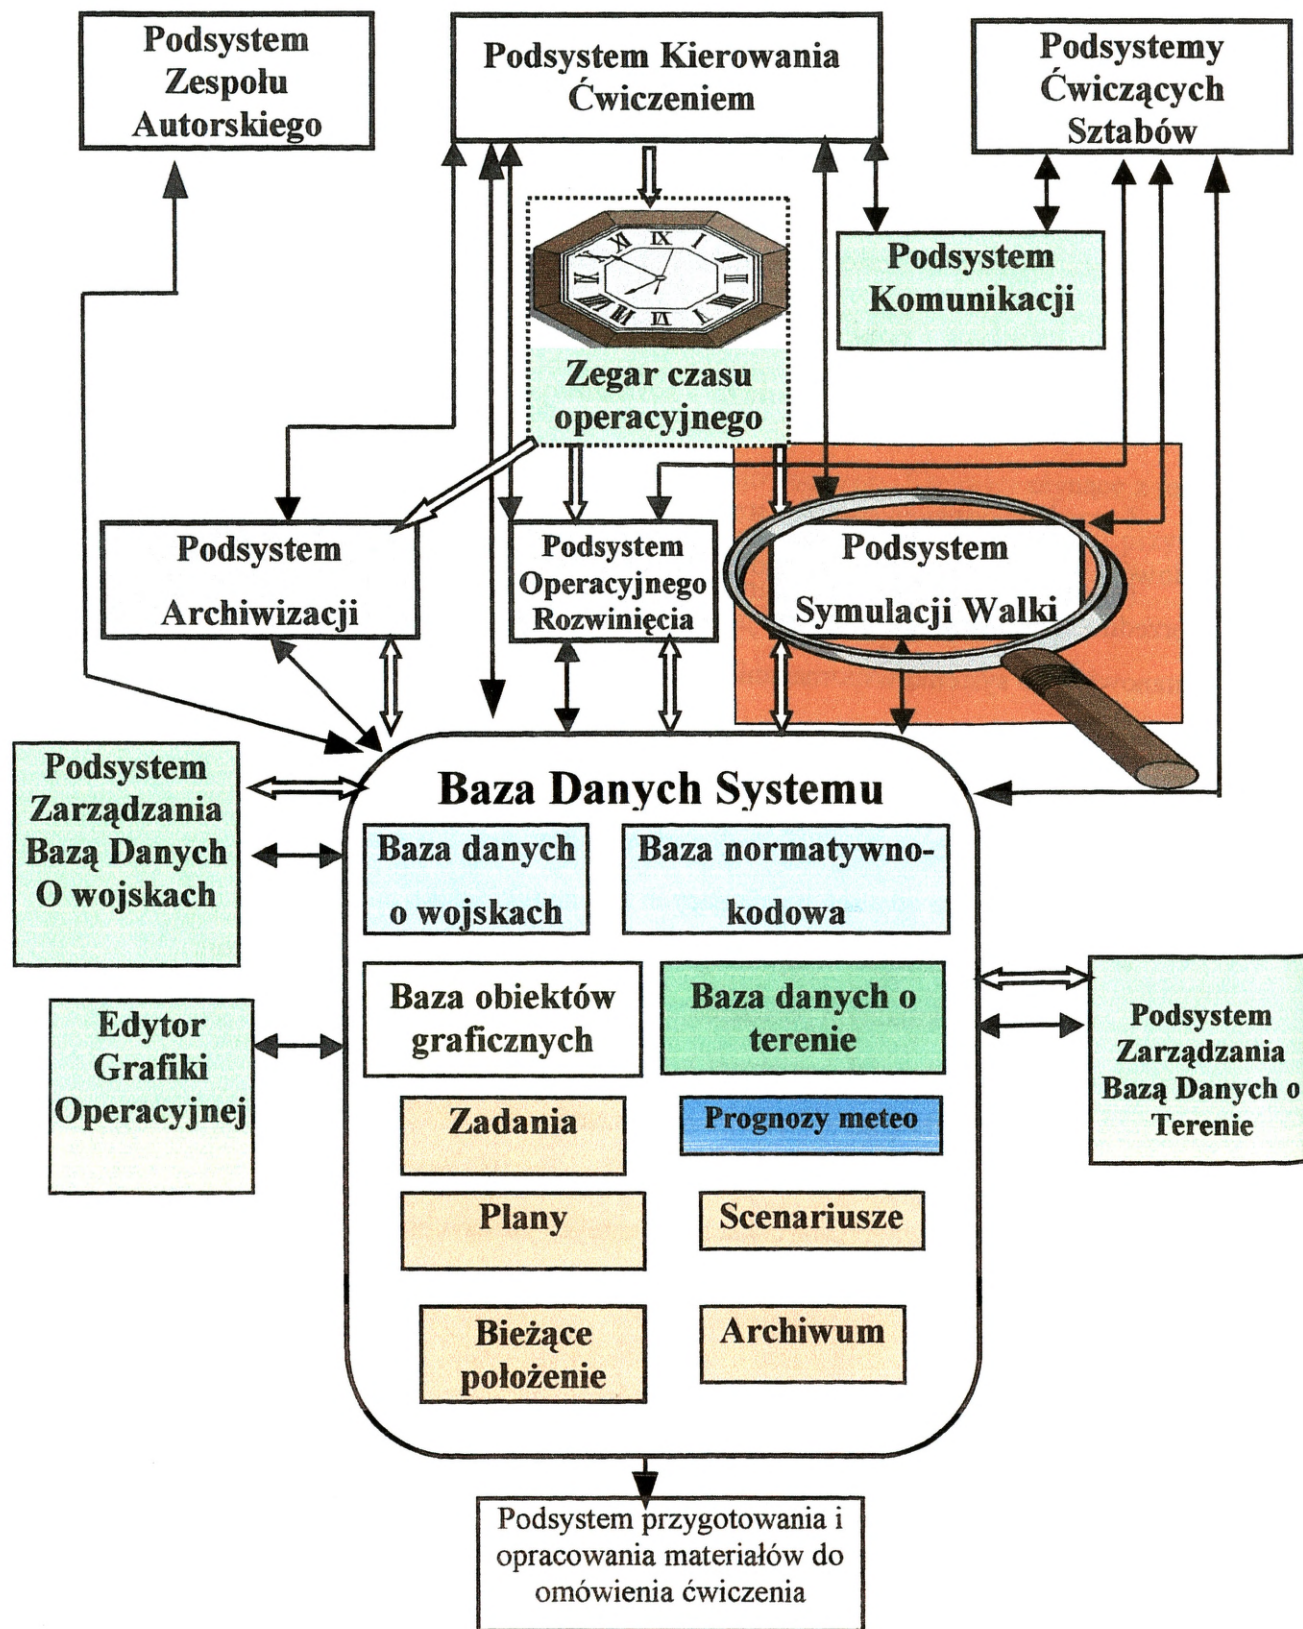 Podsystem
Zespołu
Autorskiego
Podsystem Kierowania
Ćwiczeniem
Podsystemy
Ćwiczących
Sztabów
Podsystem
Komunikacji
Zegar czasu
operacyjnego
Podsystem
Archiwizacji
Podsystem
Operacyjnego
Rozwinięcia
Podsystem
Symulacji Walki
Podsystem
Zarządzania
Bazą Danych
O wojskach
Edytor
Grafiki
Operacyjnej
Baza Danych Systemu
Baza danych
o wojskach
Baza normatywno-
kodowa
Baza obiektów
graficznych
Baza danych o
terenie
Zadania
Prognozy meteo
Plany
Scenariusze
Bieżące
położenie
Archiwum
Podsystem
Zarządzania
Bazą Danych o
Terenie
Podsystem przygotowania i
opracowania materiałów do
omówienia ćwiczenia